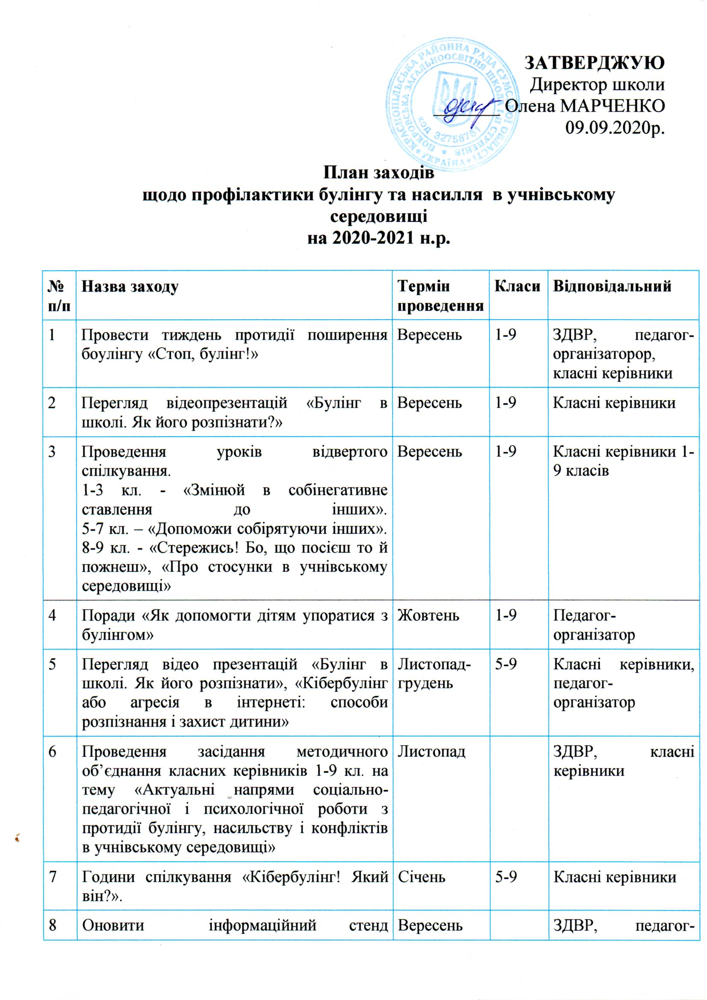 КРАСНОПІЛЬСЬКА РАЙОННА РАДА СУМСЬКОЇ ОБЛАСТІ
УКРАЇНА
ПОКРОВСЬКА ЗАГАЛЬНООСВІТНЯ ШКОЛА І-ІІ СТУПЕНІВ
код 32758761
ЗАТВЕРДЖУЮ
Директор школи
Олена МАРЧЕНКО
09.09.2020р.
План заходів
щодо профілактики булінгу та насилля в учнівському
середовищі
на 2020-2021 н.р.
№ Назва заходу Термін Класи Відповідальний
п/п проведення
1 Провести тиждень протидії поширення Вересень 1-9 ЗДВР, педагог-
боулінгу «Стоп, булінг!» організаторор,
класні керівники
2 Перегляд відеопрезентацій «Булінг в Вересень 1-9 Класні керівники
школі. Як його розпізнати?»
3 Проведення уроків відвертого Вересень 1-9 Класні керівники 1-
спілкування. 9 класів
1-3 кл. - «Змінюй в собінегативне
ставлення до інших».
5-7 кл. – «Допоможи собірятуючи інших».
8-9 кл. - «Стережись! Бо, що посієш то й
пожнеш», «Про стосунки в учнівському
середовищі»
4 Поради «Як допомогти дітям упоратися з Жовтень 1-9 Педагог-
булінгом» організатор
5 Перегляд відео презентацій «Булінг в Листопад- 5-9 Класні керівники,
школі. Як його розпізнати», «Кібербулінг грудень педагог-
або агресія в інтернеті: способи організатор
розпізнання і захист дитини»
6 Проведення засідання методичного Листопад ЗДВР, класні
об’єднання класних керівників 1-9 кл. на керівники
тему «Актуальні напрями соціально-
педагогічної і психологічної роботи з
протидії булінгу, насильству і конфліктів
в учнівському середовищі»
7 Години спілкування «Кібербулінг! Який Січень 5-9 Класні керівники
він?».
8 Оновити інформаційний стенд Вересень ЗДВР, педагог-